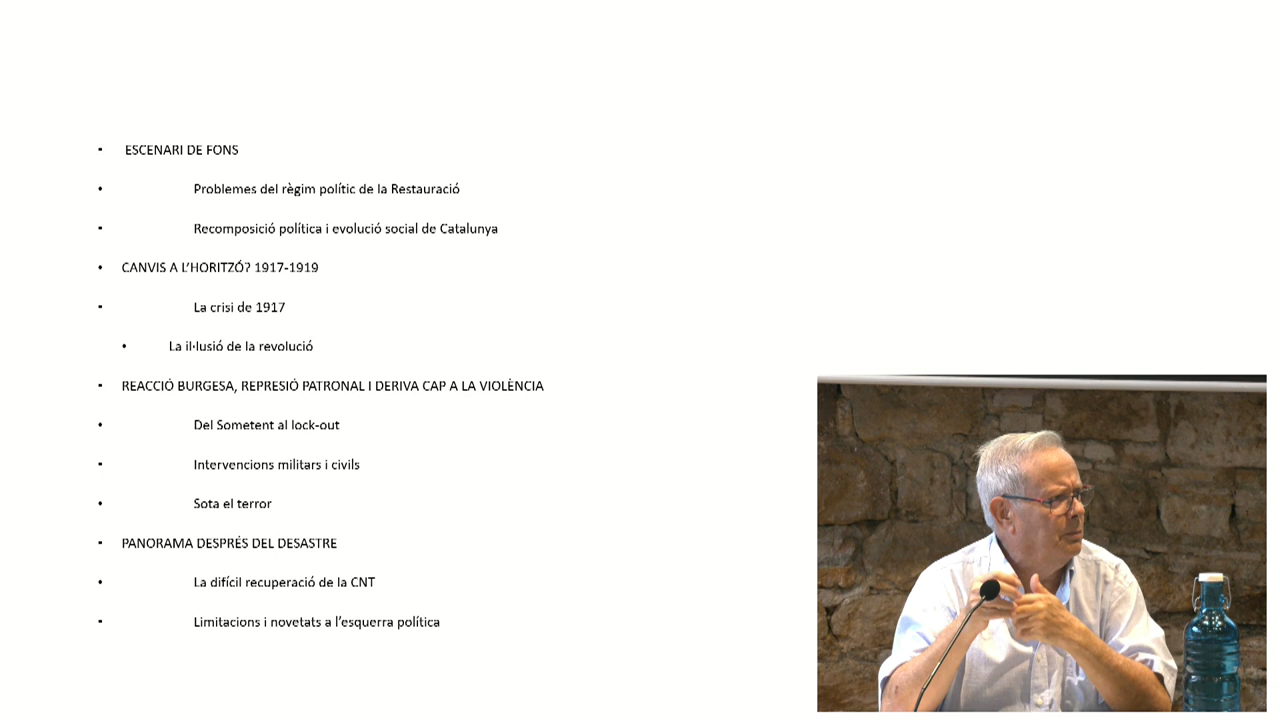 ▪ ESCENARI DE FONS
• Problemes del règim polític de la Restauració
▪ Recomposició política i evolució social de Catalunya
• CANVIS A L'HORITZÓ? 1917-1919
▪ La crisi de 1917
• La il·lusió de la revolució
▪ REACCIÓ BURGESA, REPRESIÓ PATRONAL I DERIVA CAP A LA VIOLÈNCIA
• Del Sometent al lock-out
▪ Intervencions militars i civils
• Sota el terror
▪ PANORAMA DESPRÉS DEL DESASTRE
• La difícil recuperació de la CNT
▪ Limitacions i novetats a l'esquerra política